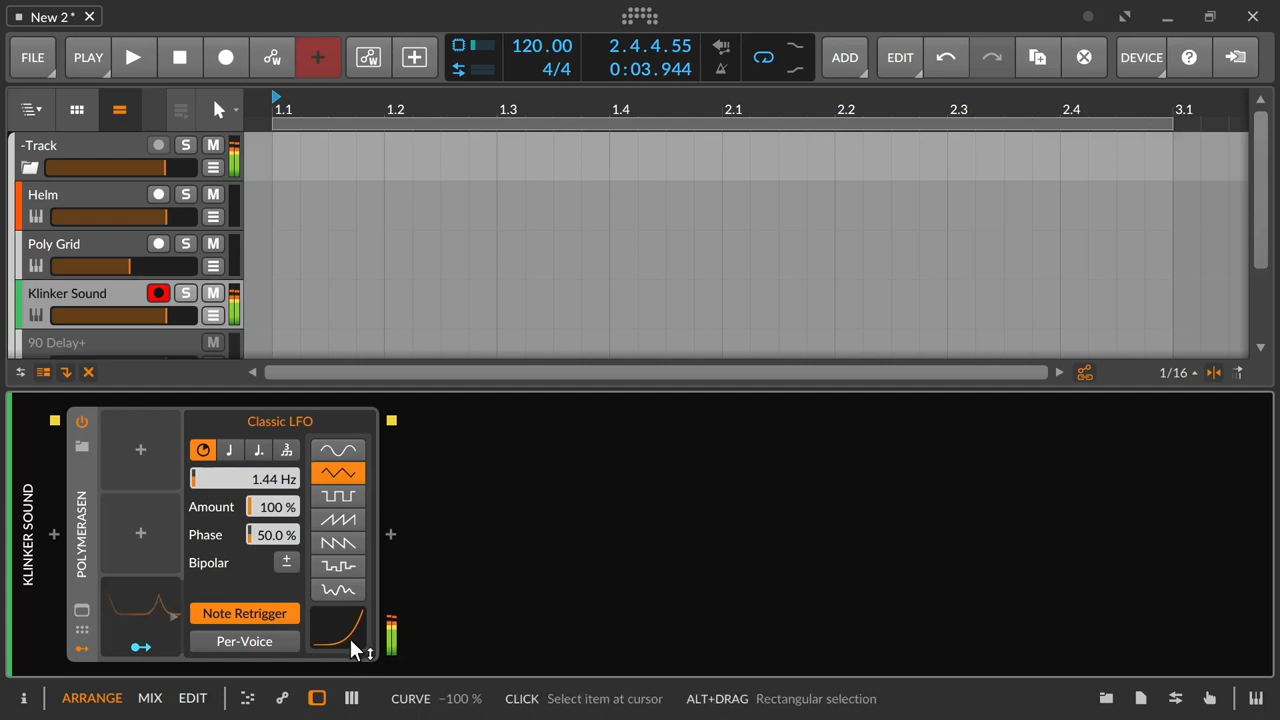 New 2*
FILE
PLAY
120.00
4/4
2.4.4.55
0:03.944
ADD
EDIT
DEVICE
1.1
1.2
1.3
1.4
2.1
2.2
2.3
2.4
3.1
-Track
S
M
Helm
S
M
Poly Grid
S
M
Klinker Sound
S
M
90 Delay+
M
1/16
KLINKER SOUND
POLYMERASEN
Classic LFO
3
1.44 Hz
Amount
100 %
Phase
50.0 %
Bipolar
±
Note Retrigger
Per-Voice
ARRANGE
MIX
EDIT
CURVE −100 %
CLICK Select item at cursor
ALT+DRAG Rectangular selection